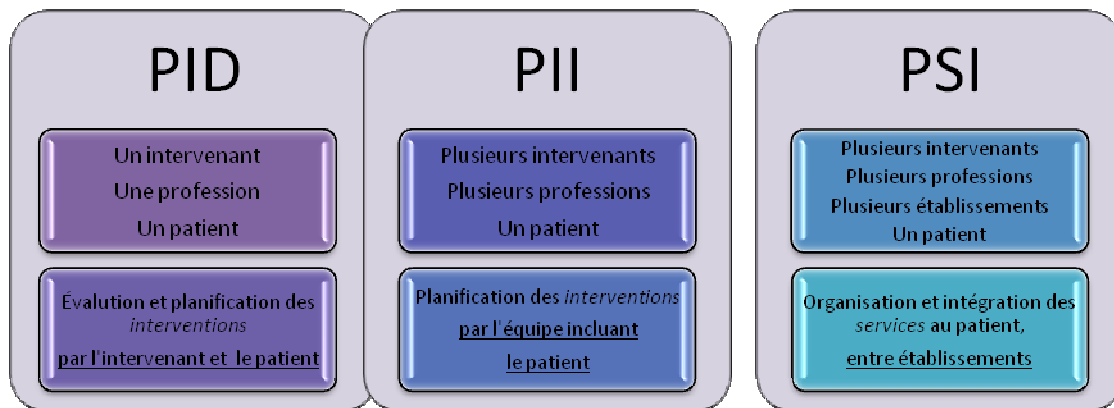 PID
Un intervenant
Une profession
Un patient
Évalution et planification des
interventions
par l'intervenant et le patient
PII
Plusieurs intervenants
Plusieurs professions
Un patient
Planification des interventions
par l'équipe incluant
le patient
PSI
Plusieurs intervenants
Plusieurs professions
Plusieurs établissements
Un patient
Organisation et intégration des
services au patient,
entre établissements